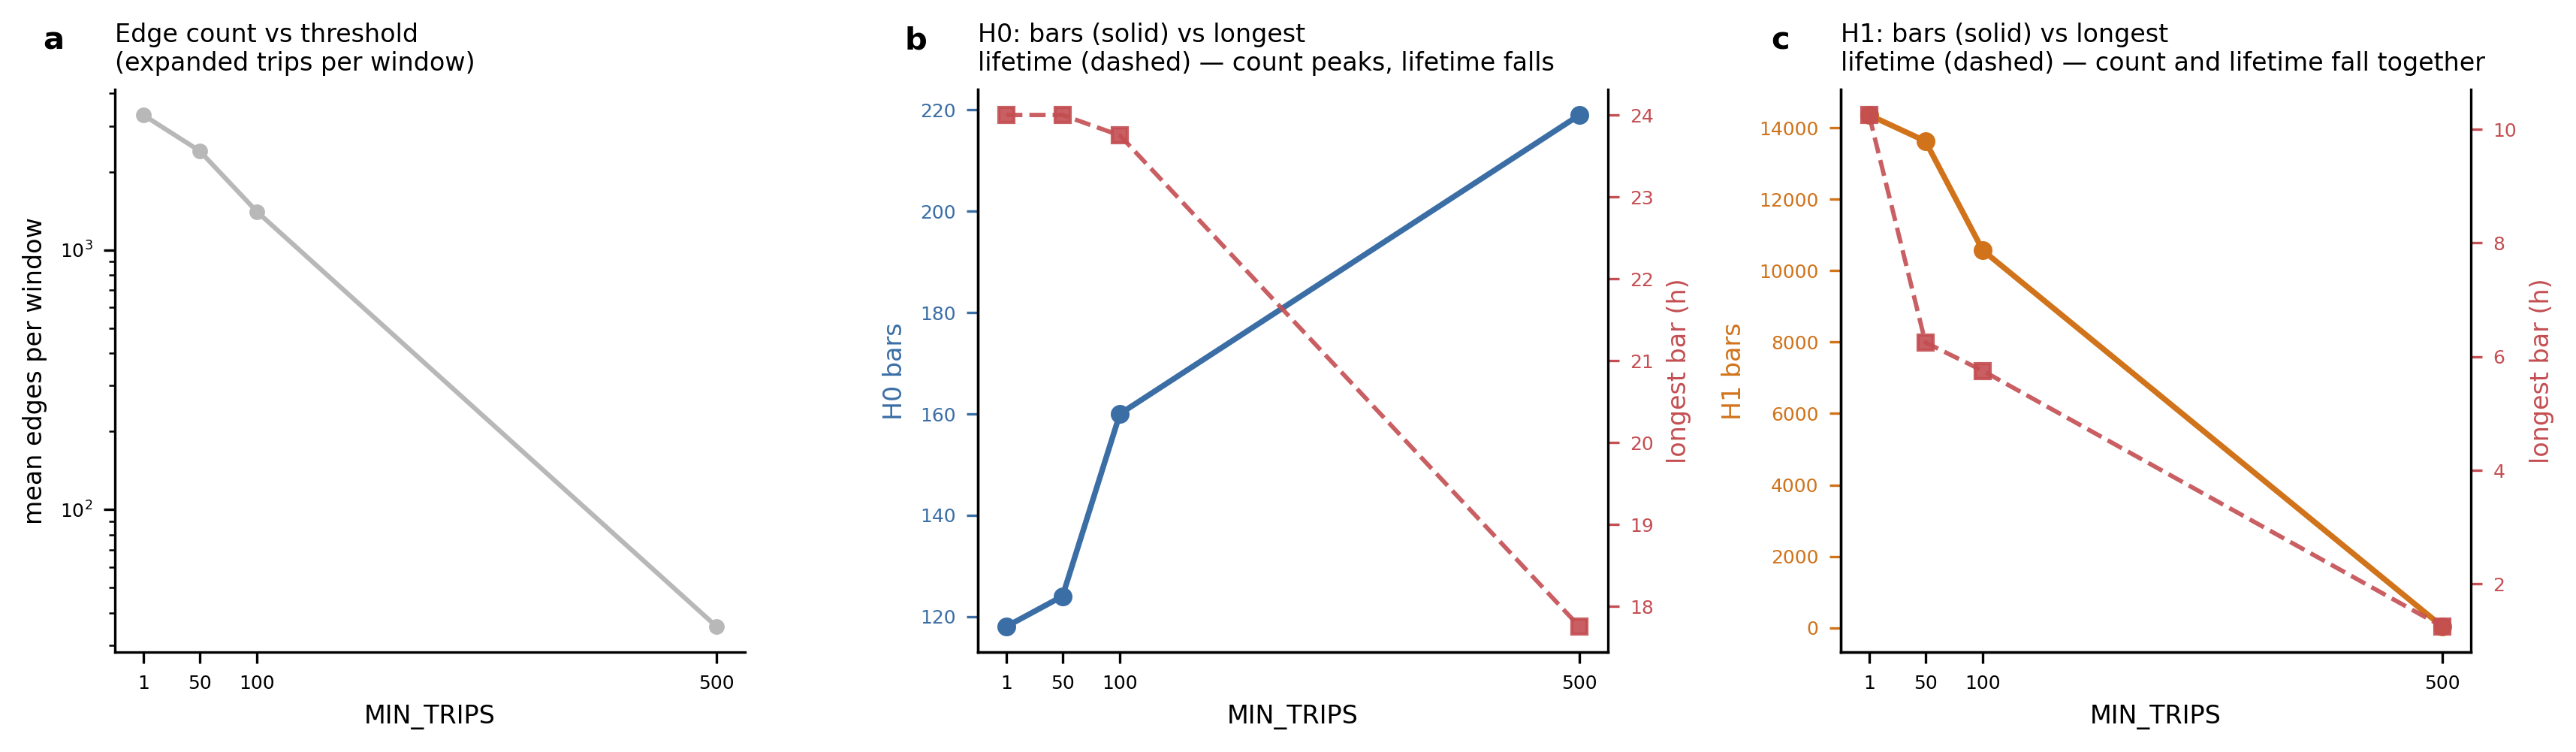 a
Edge count vs threshold
(expanded trips per window)
mean edges per window
10³
10²
1 50 100 500
MIN_TRIPS
b
H0: bars (solid) vs longest
lifetime (dashed) — count peaks, lifetime falls
H0 bars
220
200
180
160
140
120
24
23
22
21
20
19
18
longest bar (h)
1 50 100 500
MIN_TRIPS
c
H1: bars (solid) vs longest
lifetime (dashed) — count and lifetime fall together
H1 bars
14000
12000
10000
8000
6000
4000
2000
0
10
8
6
4
2
longest bar (h)
1 50 100 500
MIN_TRIPS